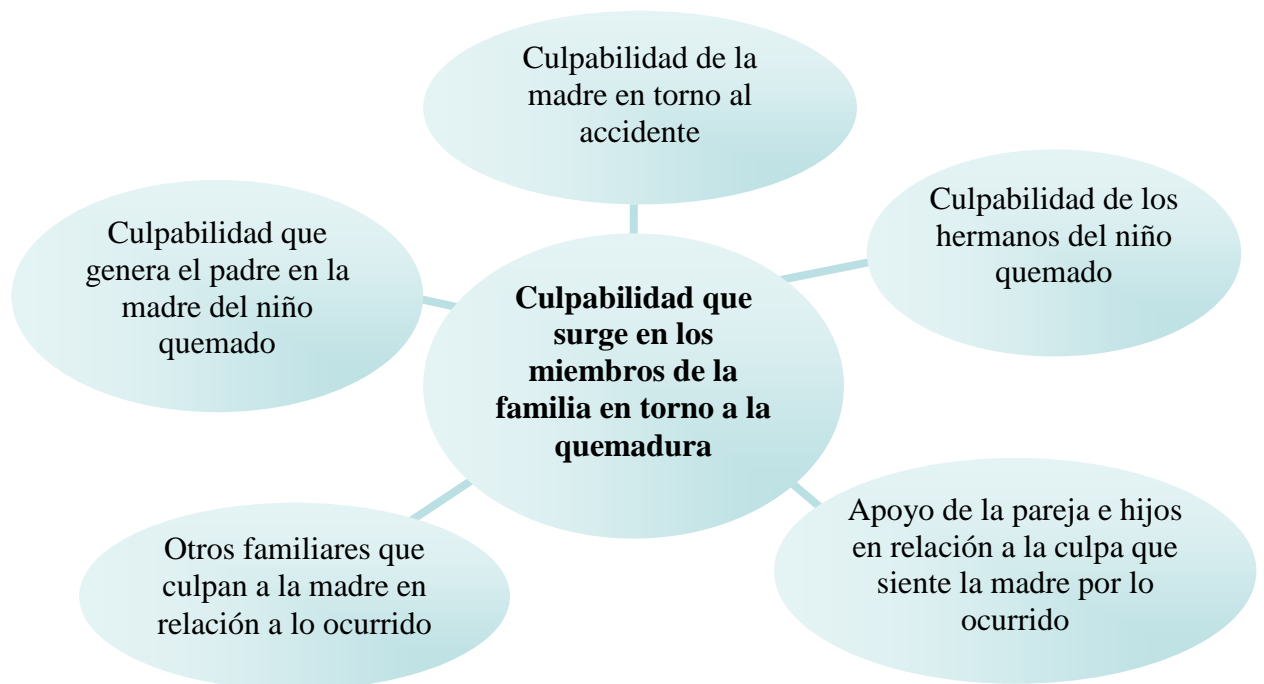 Culpabilidad de la
madre en torno al
accidente
Culpabilidad de los
hermanos del niño
quemado
Culpabilidad que
genera el padre en la
madre del niño
quemado
Culpabilidad que
surge en los
miembros de la
familia en torno a la
quemadura
Apoyo de la pareja e hijos
en relación a la culpa que
siente la madre por lo
ocurrido
Otros familiares que
culpan a la madre en
relación a lo ocurrido